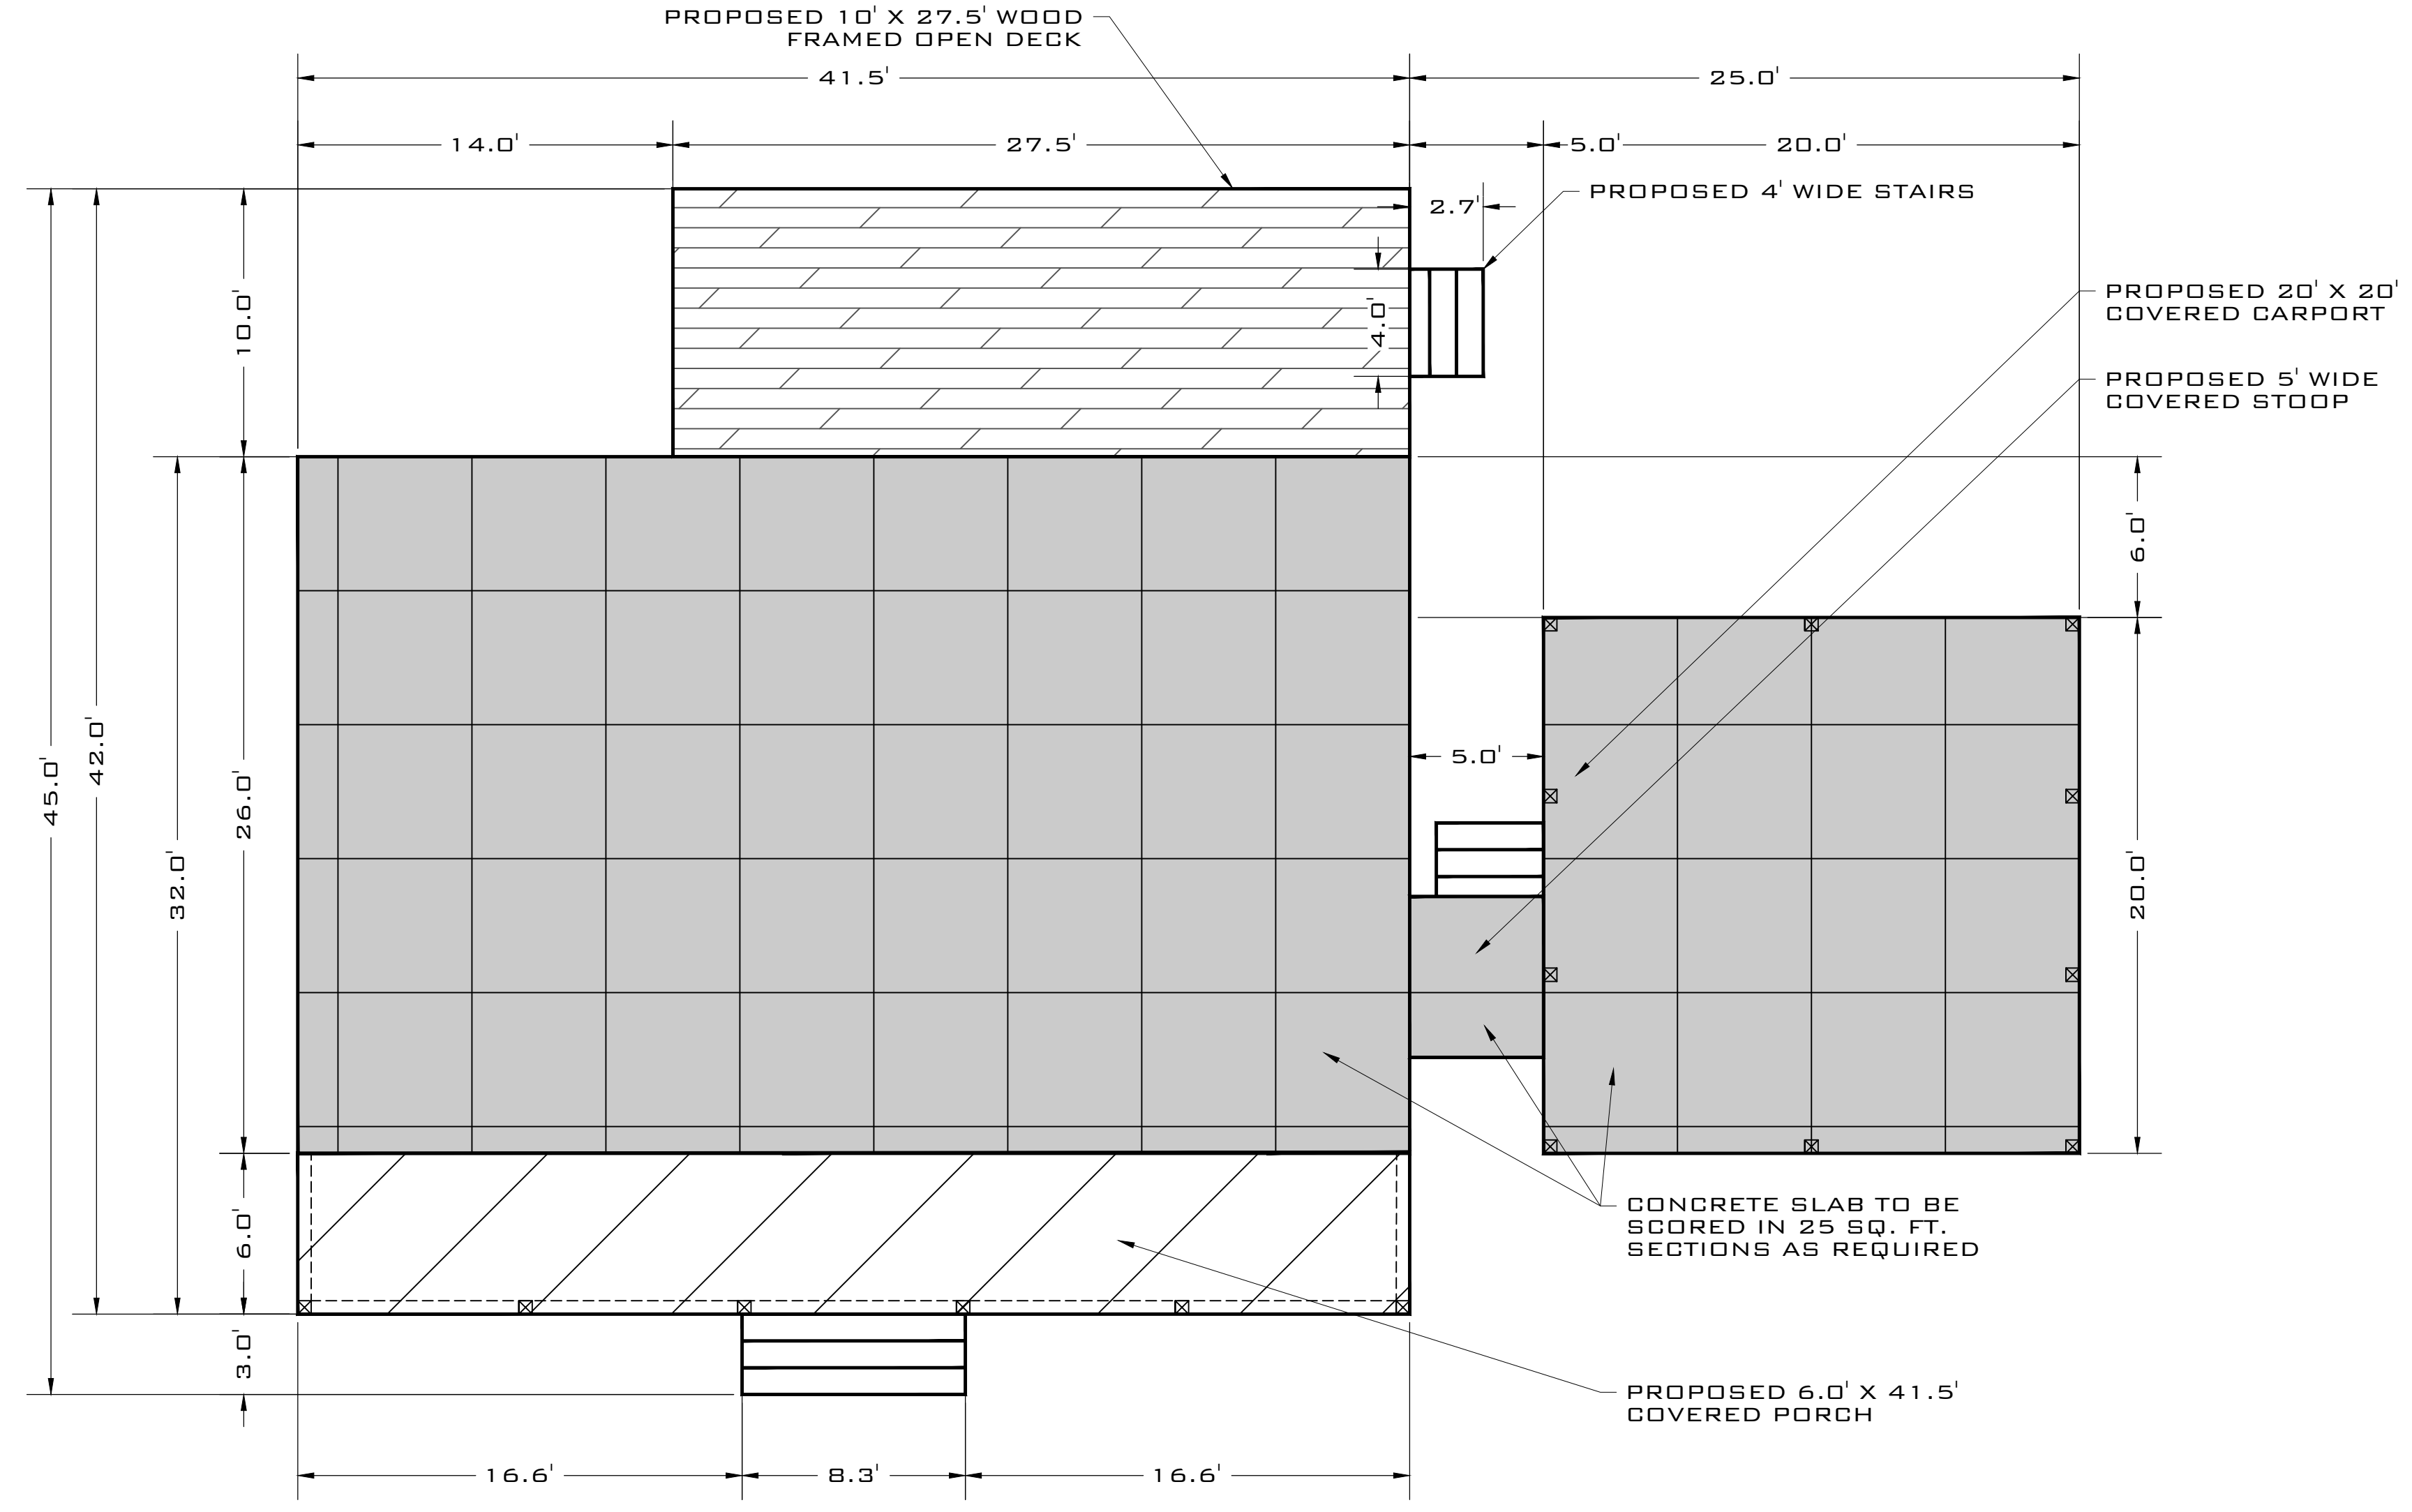 PROPOSED 10' X 27.5' WOOD
FRAMED OPEN DECK
41.5'
25.0'
14.0'
27.5'
5.0'
20.0'
PROPOSED 4' WIDE STAIRS
2.7'
4.0'
10.0'
PROPOSED 20' X 20'
COVERED CARPORT
PROPOSED 5' WIDE
COVERED STOOP
6.0'
5.0'
45.0'
42.0'
32.0'
26.0'
20.0'
6.0'
3.0'
CONCRETE SLAB TO BE
SCORED IN 25 SQ. FT.
SECTIONS AS REQUIRED
PROPOSED 6.0' X 41.5'
COVERED PORCH
16.6'
8.3'
16.6'